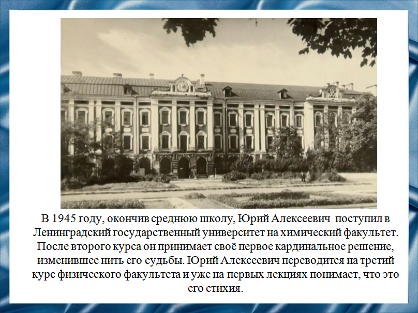 В 1945 году, окончив среднюю школу, Юрий Алексеевич поступил в
Ленинградский государственный университет на химический факультет.
После второго курса он принимает своё первое кардинальное решение,
изменившее нить его судьбы. Юрий Алексеевич переводится на третий
курс физического факультета и уже на первых лекциях понимает, что это
его стихия.